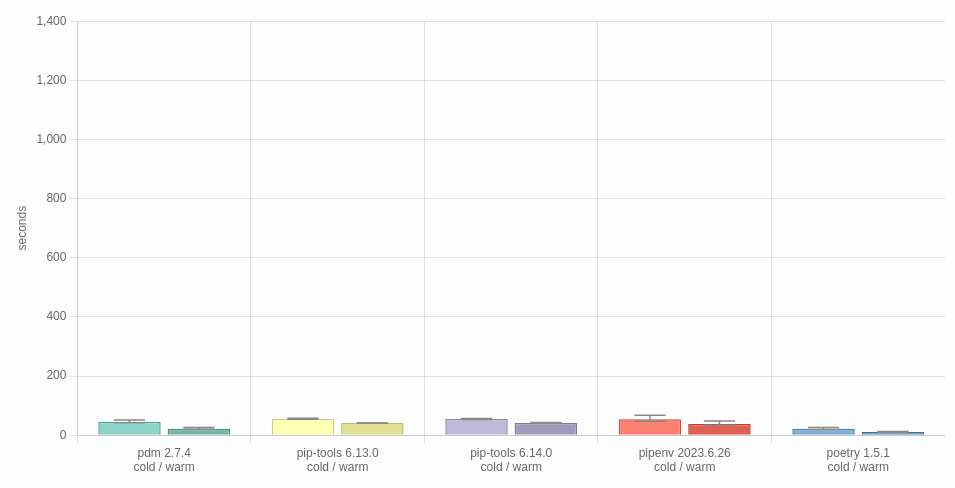 1,400
1,200
1,000
800
600
400
200
0
seconds
pdm 2.7.4
cold / warm
pip-tools 6.13.0
cold / warm
pip-tools 6.14.0
cold / warm
pipenv 2023.6.26
cold / warm
poetry 1.5.1
cold / warm